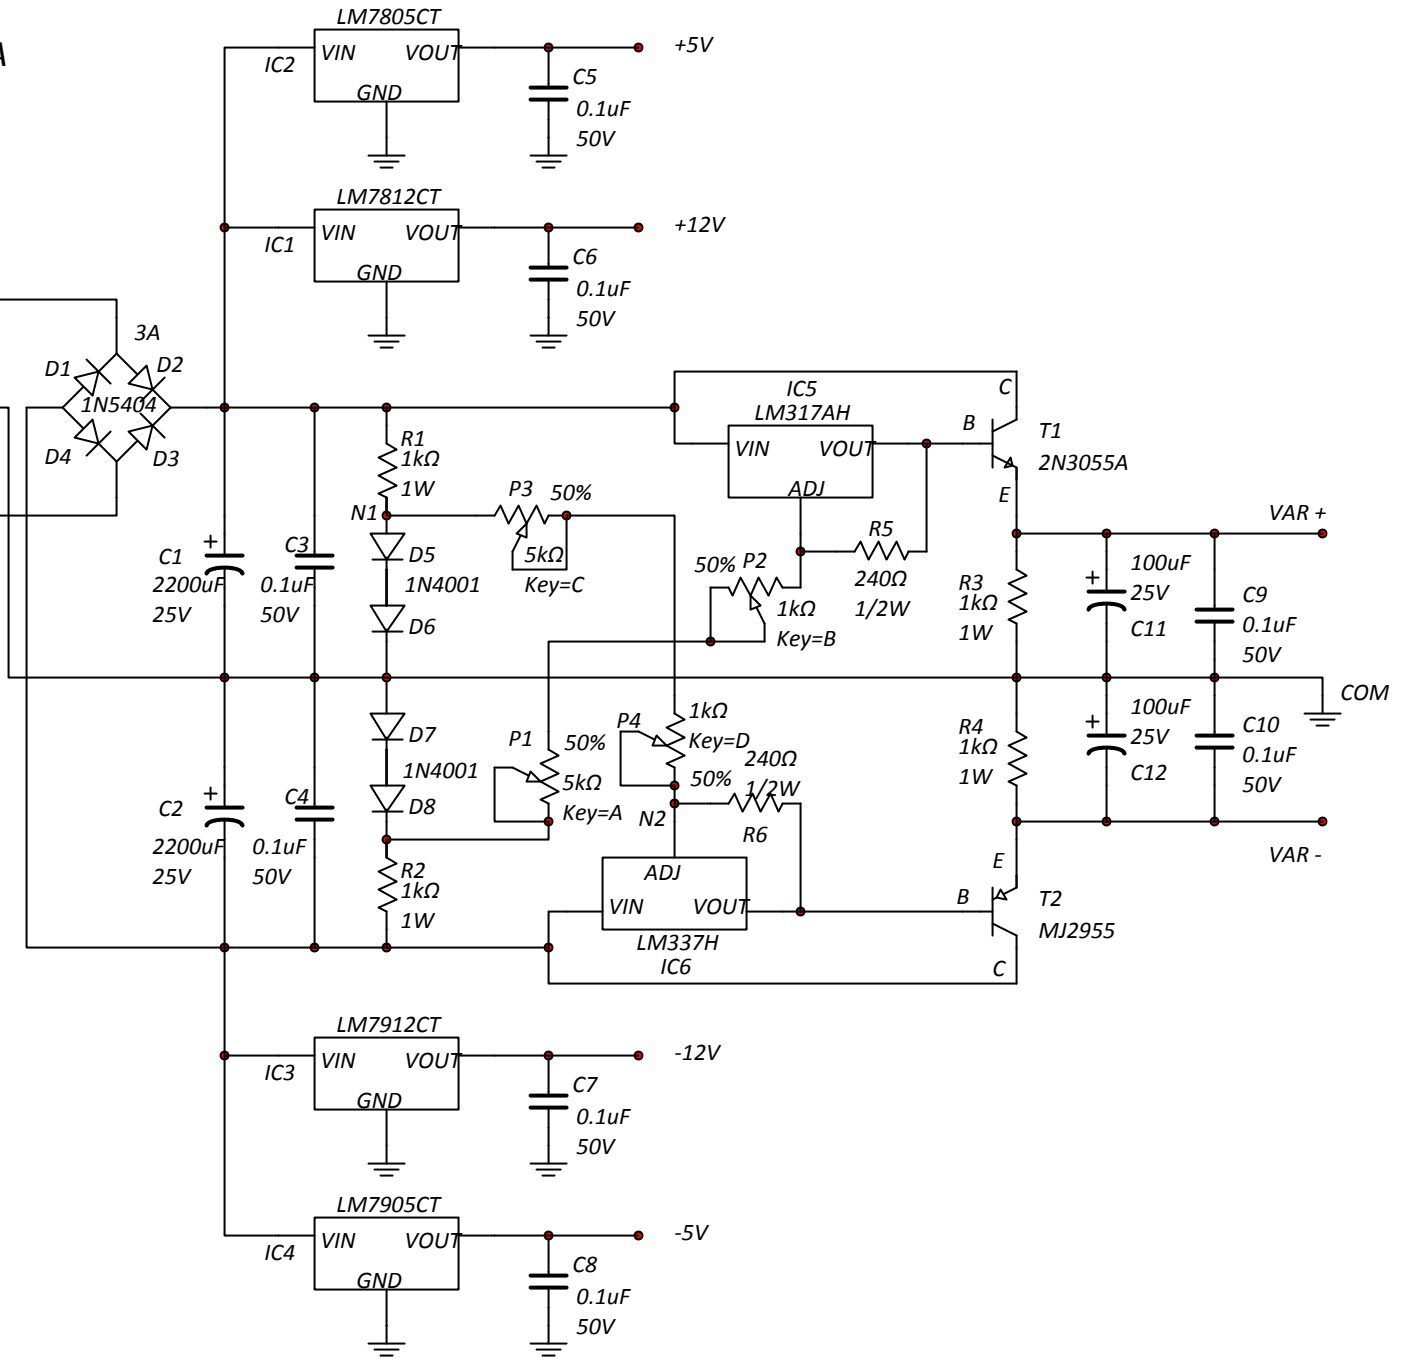 A
LM7805CT
VIN
VOUT
GND
IC2
+5V
C5
0.1uF
50V
LM7812CT
VIN
VOUT
GND
IC1
+12V
C6
0.1uF
50V
3A
D1
D2
1N5404
D4
D3
R1
1kΩ
1W
N1
P3
50%
5kΩ
Key=C
D5
1N4001
D6
C1
+
2200uF
25V
C3
0.1uF
50V
IC5
LM317AH
VIN
VOUT
ADJ
C
B
E
T1
2N3055A
R5
240Ω
1/2W
50%
P2
1kΩ
Key=B
VAR +
R3
1kΩ
1W
+
100uF
25V
C11
C9
0.1uF
50V
COM
D7
1N4001
D8
C2
+
2200uF
25V
C4
0.1uF
50V
P1
50%
5kΩ
Key=A
P4
1kΩ
Key=D
50%
240Ω
1/2W
R6
N2
R4
1kΩ
1W
+
100uF
25V
C12
C10
0.1uF
50V
VAR -
R2
1kΩ
1W
ADJ
VIN
VOUT
LM337H
IC6
E
B
C
T2
MJ2955
LM7912CT
VIN
VOUT
GND
IC3
-12V
C7
0.1uF
50V
LM7905CT
VIN
VOUT
GND
IC4
-5V
C8
0.1uF
50V